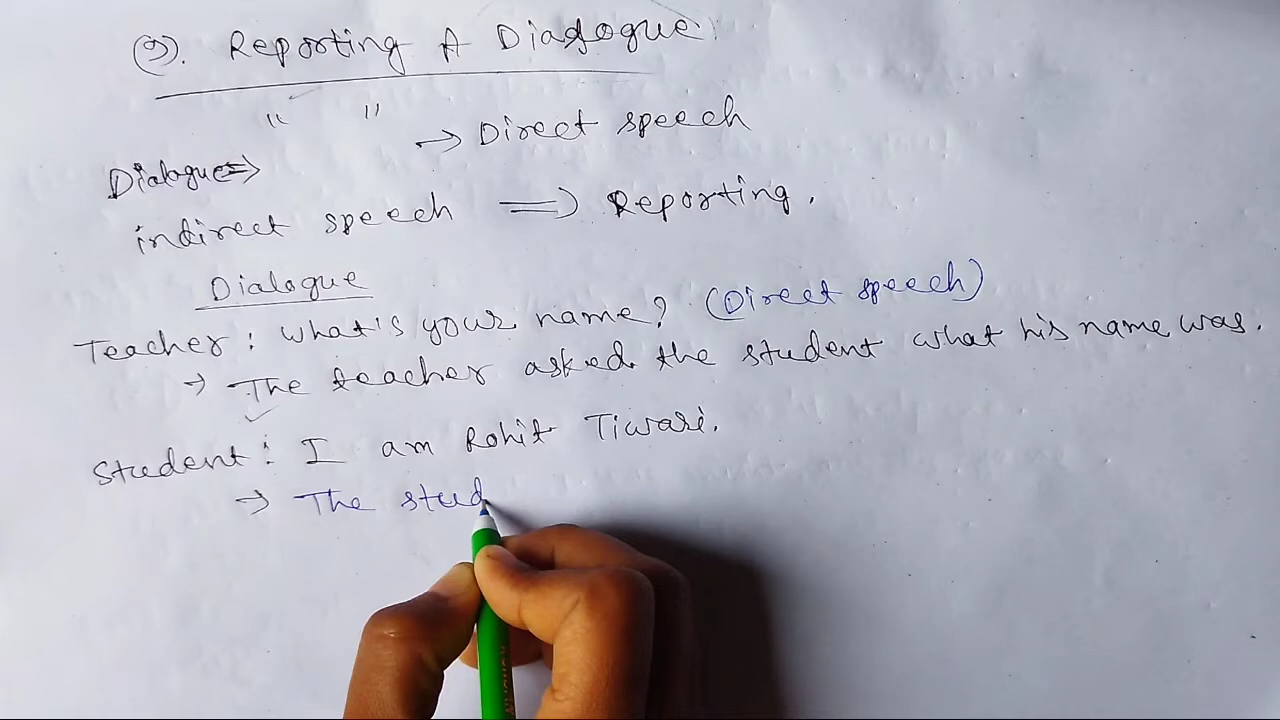 (9). Reporting A Dialogue.
" "
→ Direct speech
Dialogue ⇒
indirect speech ⇒ Reporting.
Dialogue
Teacher : What's your name? (Direct speech)
→ The teacher asked the student what his name was.
Student : I am Rohit Tiwari.
→ The stud